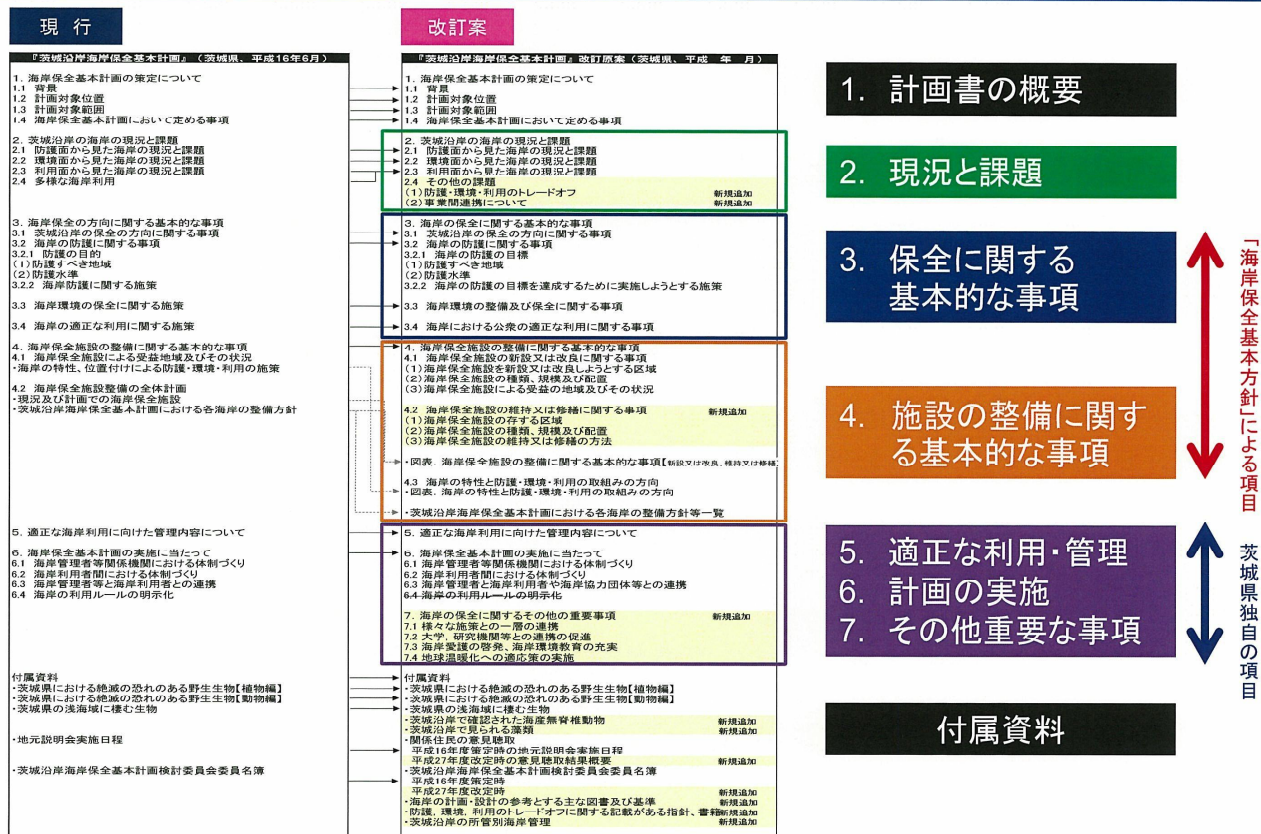 現 行
『茨城沿岸海岸保全基本計画』（茨城県、平成16年6月）
1. 海岸保全基本計画の策定について
1.1 背景
1.2 計画対象位置
1.3 計画対象範囲
1.4 海岸保全基本計画において定める事項
2. 茨城沿岸の海岸の現況と課題
2.1 防護面から見た海岸の現況と課題
2.2 環境面から見た海岸の現況と課題
2.3 利用面から見た海岸の現況と課題
2.4 多様な海岸利用
3. 海岸保全の方向に関する基本的な事項
3.1 茨城沿岸の保全の方向に関する事項
3.2 海岸の防護に関する事項
3.2.1 防護の目的
(1)防護すべき地域
(2)防護水準
3.2.2 海岸防護に関する施策
3.3 海岸環境の保全に関する施策
3.4 海岸の適正な利用に関する施策
4. 海岸保全施設の整備に関する基本的な事項
4.1 海岸保全施設による受益地域及びその状況
・海岸の特性、位置付けによる防護・環境・利用の施策
4.2 海岸保全施設整備の全体計画
・現況及び計画での海岸保全施設
・茨城沿岸海岸保全基本計画における各海岸の整備方針
5. 適正な海岸利用に向けた管理内容について
6. 海岸保全基本計画の実施に当たって
6.1 海岸管理者等関係機関における体制づくり
6.2 海岸利用者間における体制づくり
6.3 海岸管理者等と海岸利用者との連携
6.4 海岸の利用ルールの明示化
付属資料
・茨城県における絶滅の恐れのある野生生物【植物編】
・茨城県における絶滅の恐れのある野生生物【動物編】
・茨城県の浅海域に棲む生物
・地元説明会実施日程
・茨城沿岸海岸保全基本計画検討委員会委員名簿
改訂案
『茨城沿岸海岸保全基本計画』改訂原案（茨城県、平成　年　月）
1. 海岸保全基本計画の策定について
1.1 背景
1.2 計画対象位置
1.3 計画対象範囲
1.4 海岸保全基本計画において定める事項
2. 茨城沿岸の海岸の現況と課題
2.1 防護面から見た海岸の現況と課題
2.2 環境面から見た海岸の現況と課題
2.3 利用面から見た海岸の現況と課題
2.4 その他の課題
(1)防護・環境・利用のトレードオフ 新規追加
(2)事業間連携について 新規追加
3. 海岸の保全に関する基本的な事項
3.1 茨城沿岸の保全の方向に関する事項
3.2 海岸の防護に関する事項
3.2.1 海岸の防護の目標
(1)防護すべき地域
(2)防護水準
3.2.2 海岸の防護の目標を達成するために実施しようとする施策
3.3 海岸環境の整備及び保全に関する事項
3.4 海岸における公衆の適正な利用に関する事項
4. 海岸保全施設の整備に関する基本的な事項
4.1 海岸保全施設の新設又は改良に関する事項
(1)海岸保全施設を新設又は改良しようとする区域
(2)海岸保全施設の種類、規模及び配置
(3)海岸保全施設による受益の地域及びその状況
4.2 海岸保全施設の維持又は修繕に関する事項 新規追加
(1)海岸保全施設の存する区域
(2)海岸保全施設の種類、規模及び配置
(3)海岸保全施設の維持又は修繕の方法
・図表. 海岸保全施設の整備に関する基本的な事項【新設又は改良、維持又は修繕】
4.3 海岸の特性と防護・環境・利用の取組みの方向
・図表. 海岸の特性と防護・環境・利用の取組みの方向
・茨城沿岸海岸保全基本計画における各海岸の整備方針等一覧
5. 適正な海岸利用に向けた管理内容について
6. 海岸保全基本計画の実施に当たって
6.1 海岸管理者等関係機関における体制づくり
6.2 海岸利用者間における体制づくり
6.3 海岸管理者と海岸利用者や海岸協力団体等との連携
6.4 海岸の利用ルールの明示化
7. 海岸の保全に関するその他の重要事項 新規追加
7.1 様々な施策との一層の連携
7.2 大学、研究機関等との連携の促進
7.3 海岸愛護の啓発、海岸環境教育の充実
7.4 地球温暖化への適応策の実施
付属資料
・茨城県における絶滅の恐れのある野生生物【植物編】
・茨城県における絶滅の恐れのある野生生物【動物編】
・茨城県の浅海域に棲む生物
・茨城沿岸で確認された海産無脊椎動物 新規追加
・茨城沿岸で見られる藻類 新規追加
・関係住民の意見聴取
平成16年度策定時の地元説明会実施日程
平成27年度改定時の意見聴取結果概要 新規追加
・茨城沿岸海岸保全基本計画検討委員会委員名簿
平成16年度策定時
平成27年度改定時 新規追加
・海岸の計画・設計の参考とする主な図書及び基準 新規追加
・防護、環境、利用のトレードオフに関する記載がある指針、書籍 新規追加
・茨城沿岸の所管別海岸管理 新規追加
1. 計画書の概要
2. 現況と課題
3. 保全に関する
基本的な事項
4. 施設の整備に関す
る基本的な事項
5. 適正な利用・管理
6. 計画の実施
7. その他重要な事項
付属資料
「海岸保全基本方針」による項目
茨城県独自の項目